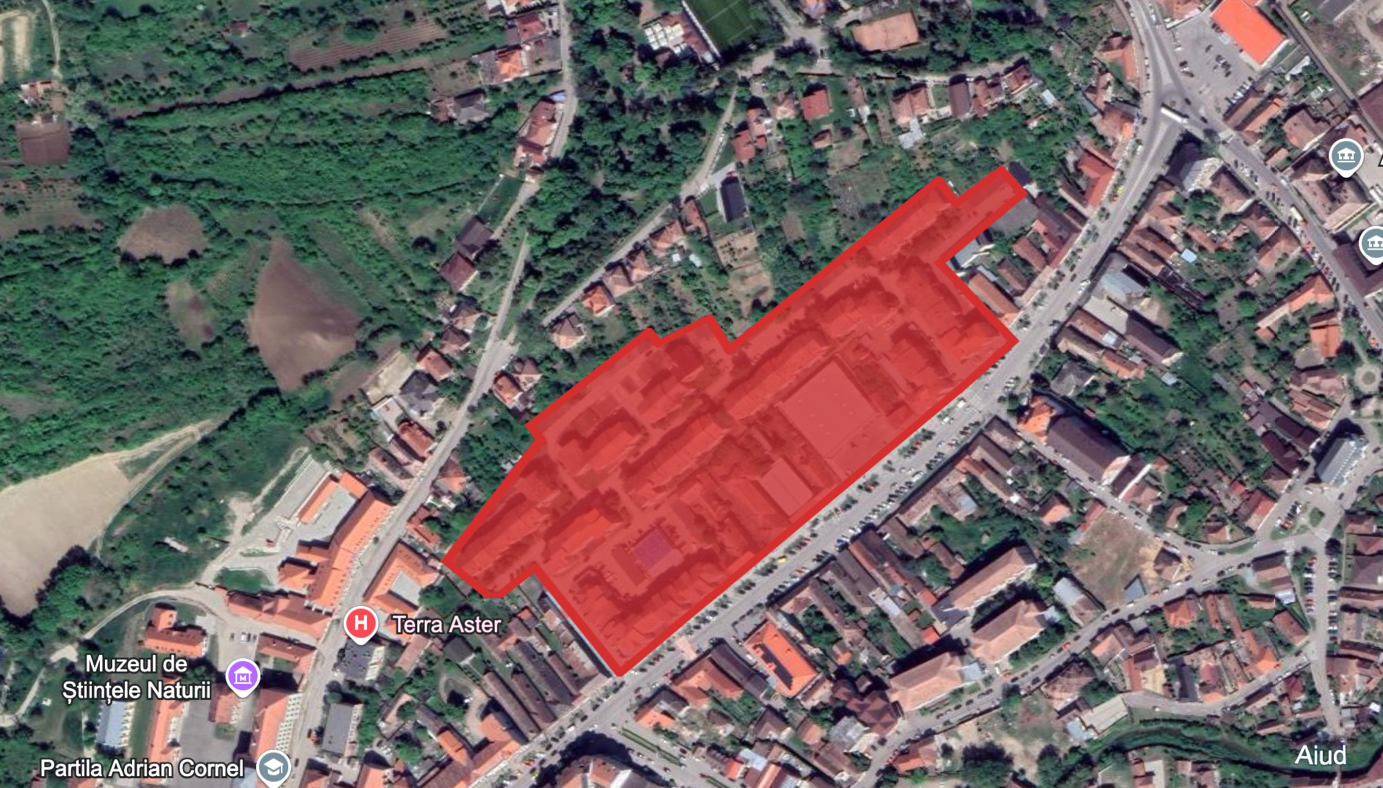 H Terra Aster
Muzeul de
Științele Naturii
M
Partila Adrian Cornel
Aiud